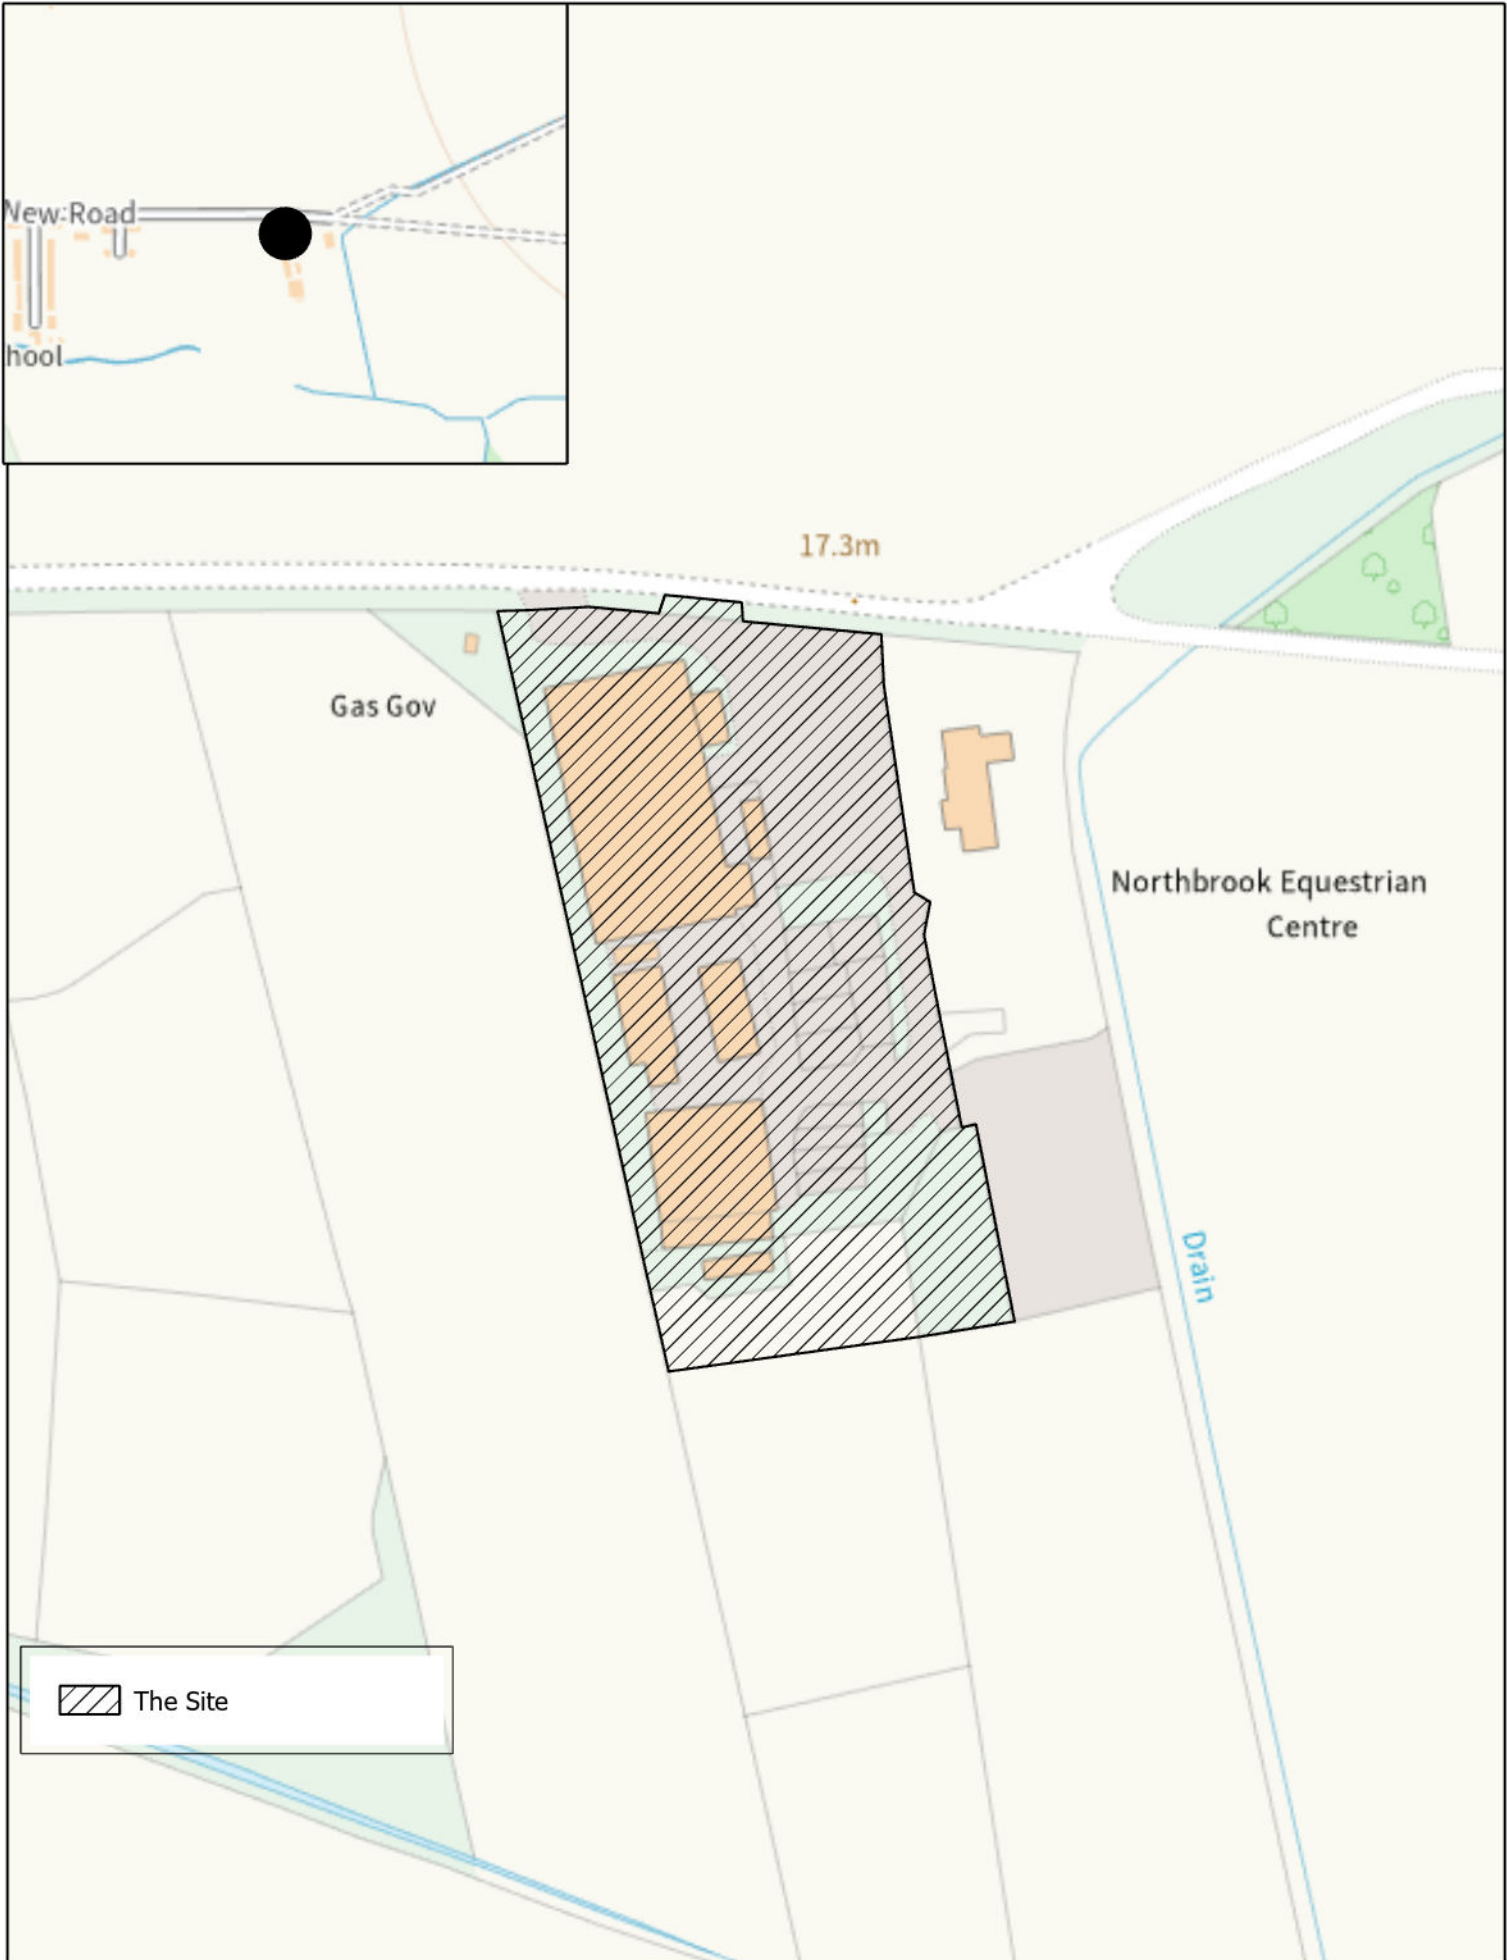 New Road
hool
17.3m
Gas Gov
Northbrook Equestrian
Centre
Drain
The Site